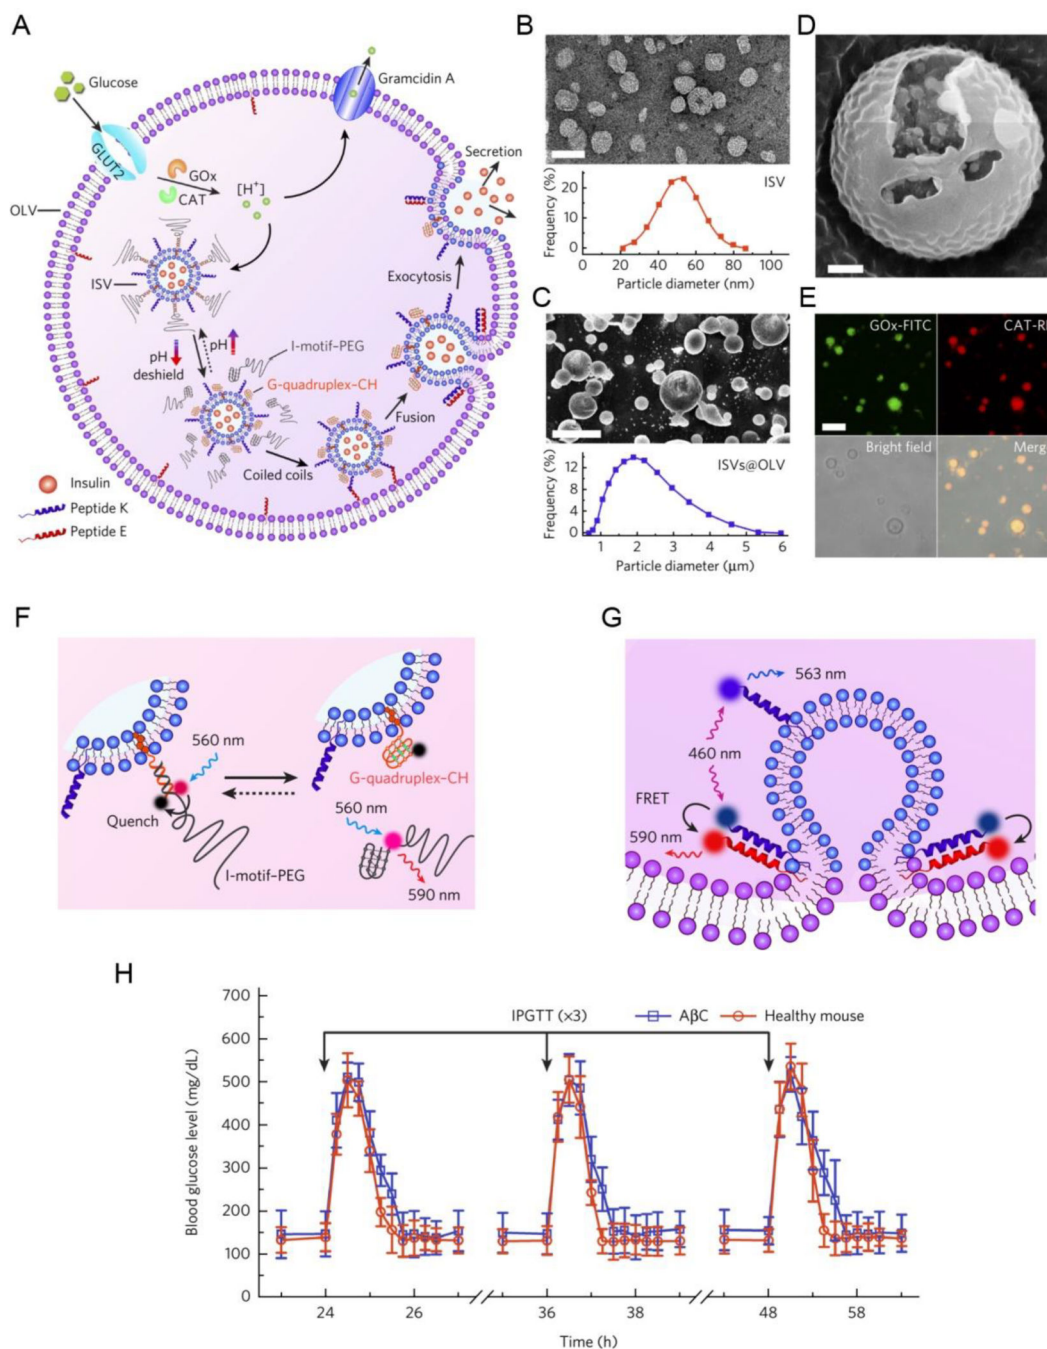 A
Glucose
GLUT2
GOx
CAT
[H⁺]
Gramcidin A
Secretion
OLV
ISV
Exocytosis
pH
deshield
pH
I-motif–PEG
G-quadruplex–CH
Fusion
Coiled coils
Insulin
Peptide K
Peptide E
B
Frequency (%)
20
10
0
ISV
0 20 40 60 80 100
Particle diameter (nm)
C
Frequency (%)
12
8
4
0
ISVs@OLV
1 2 3 4 5 6
Particle diameter (μm)
D
E
GOx-FITC
Bright field
F
560 nm
Quench
I-motif–PEG
G-quadruplex–CH
560 nm
590 nm
G
563 nm
460 nm
FRET
590 nm
H
Blood glucose level (mg/dL)
700
600
500
400
300
200
100
0
IPGTT (×3)
AβC
Healthy mouse
24 26 36 38 48 58
Time (h)